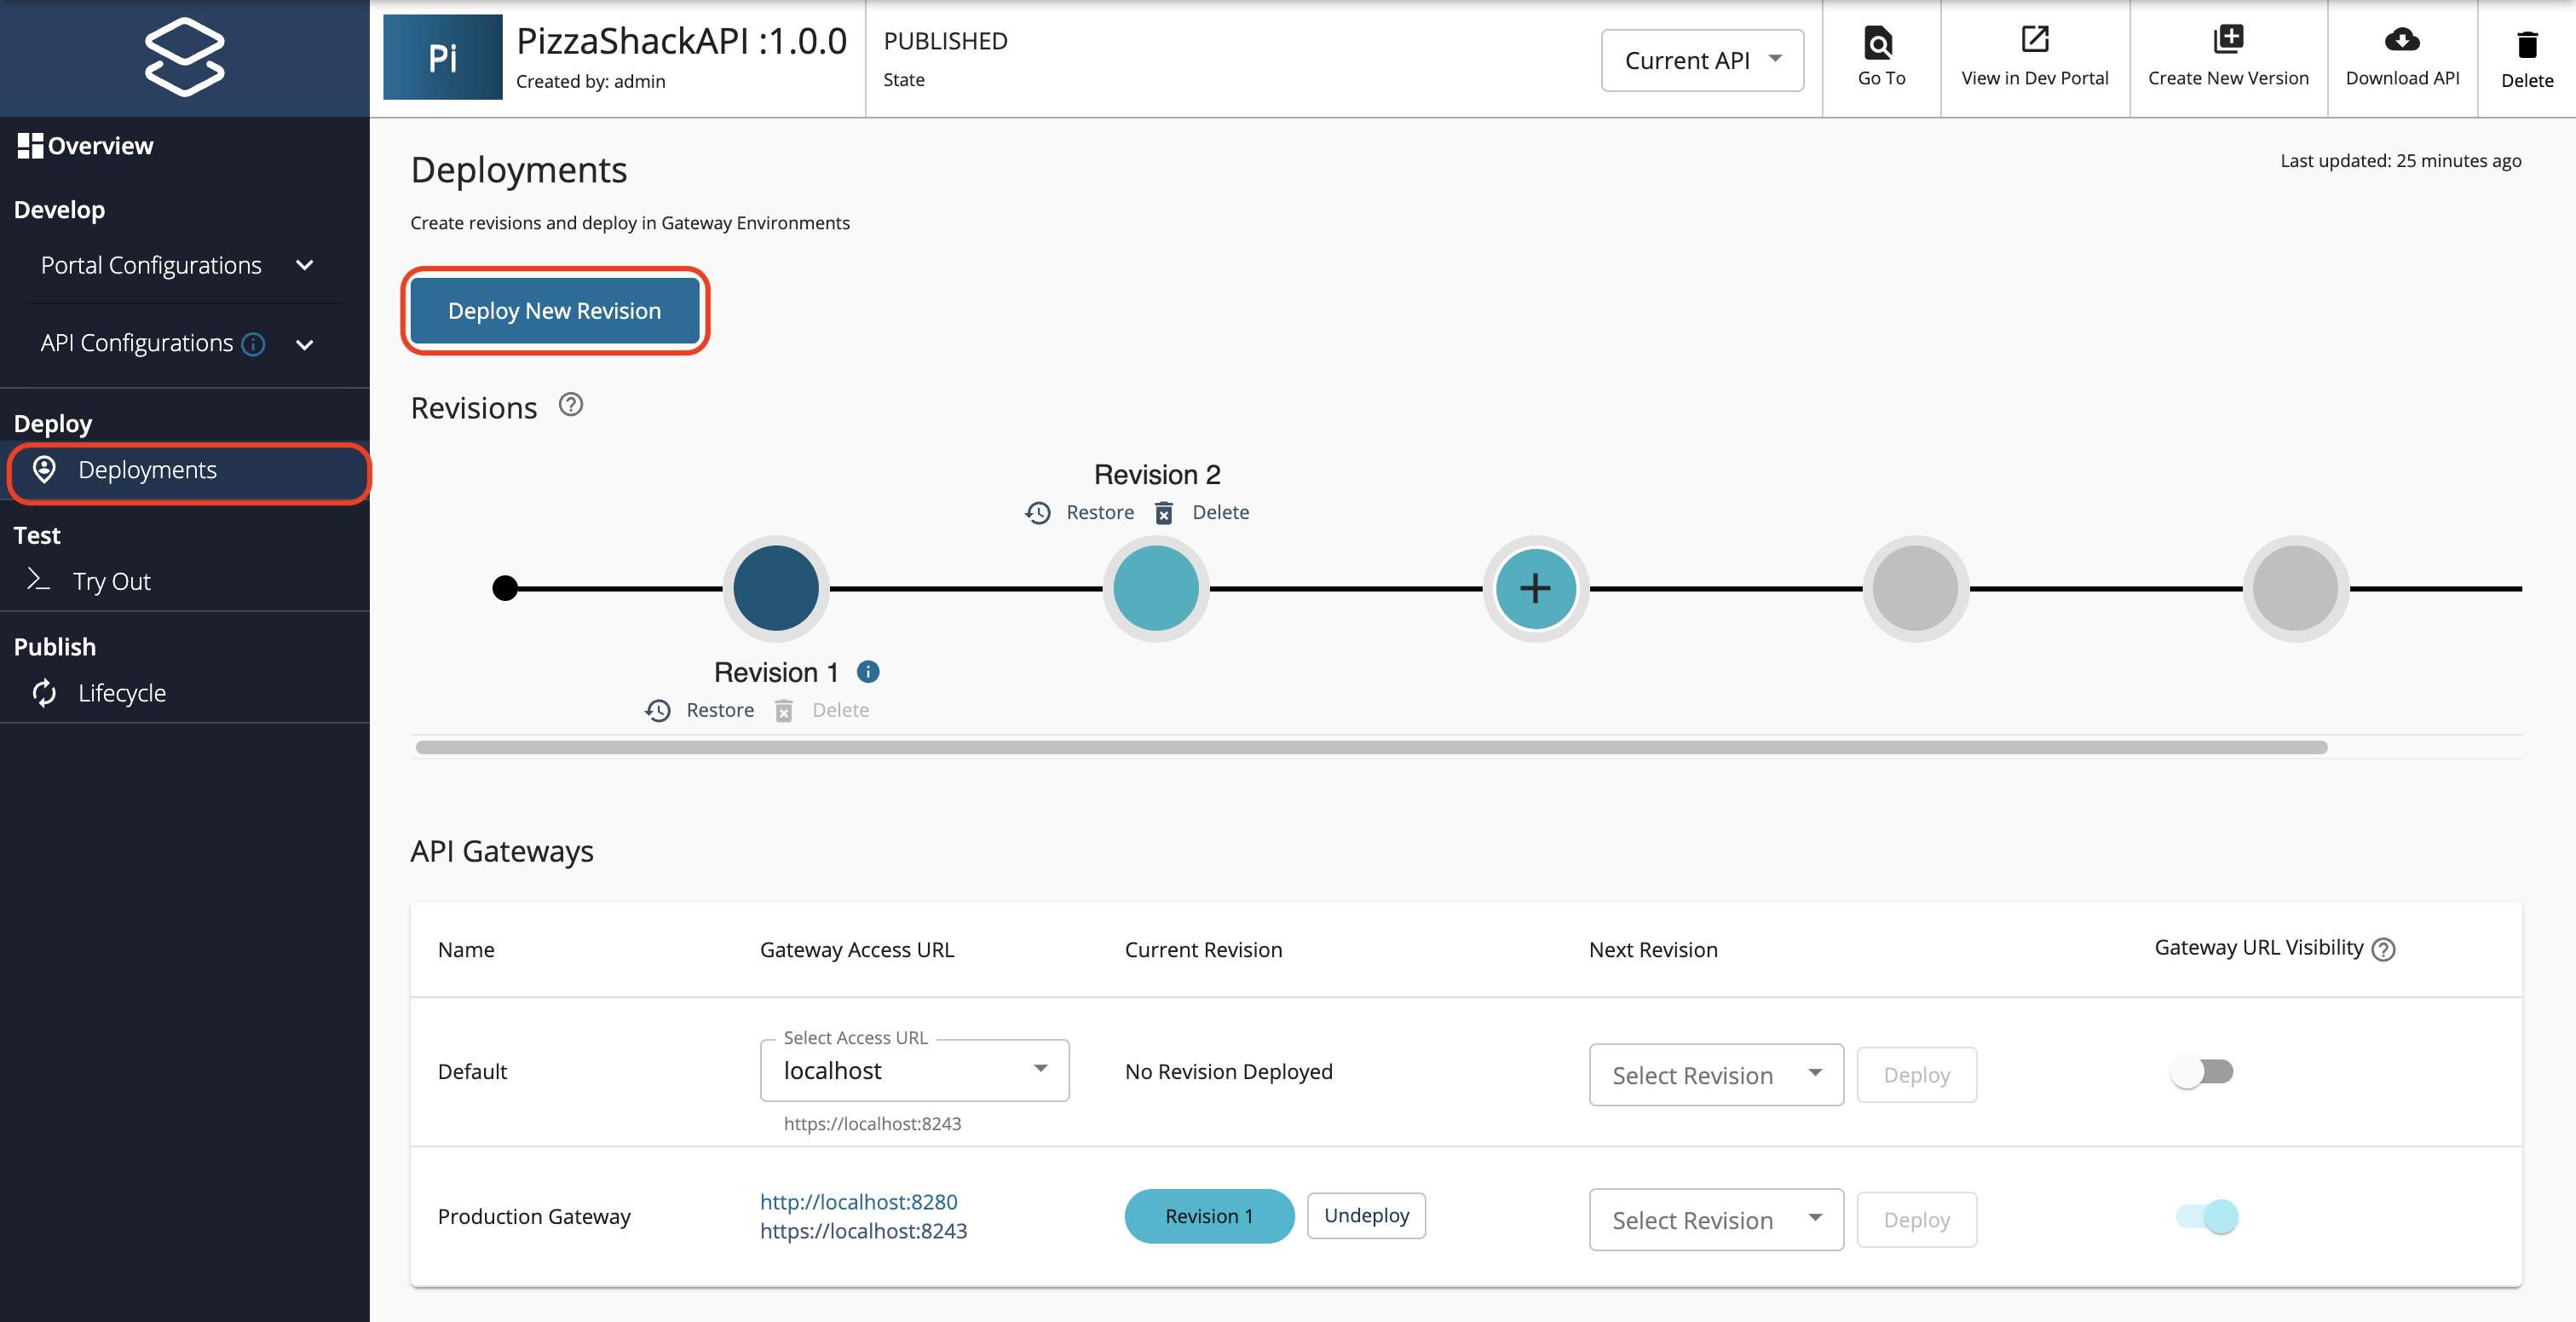 Pi
PizzaShackAPI :1.0.0
Created by: admin
PUBLISHED
State
Current API
Go To
View in Dev Portal
Create New Version
Download API
Delete
Overview
Develop
Portal Configurations
API Configurations
Deploy
Deployments
Test
Try Out
Publish
Lifecycle
Deployments
Last updated: 25 minutes ago
Create revisions and deploy in Gateway Environments
Deploy New Revision
Revisions
Revision 2
Restore Delete
Revision 1
Restore Delete
API Gateways
Name Gateway Access URL Current Revision Next Revision Gateway URL Visibility
Select Access URL
Default localhost No Revision Deployed Select Revision Deploy
https://localhost:8243
Production Gateway http://localhost:8280 Revision 1 Undeploy Select Revision Deploy
https://localhost:8243